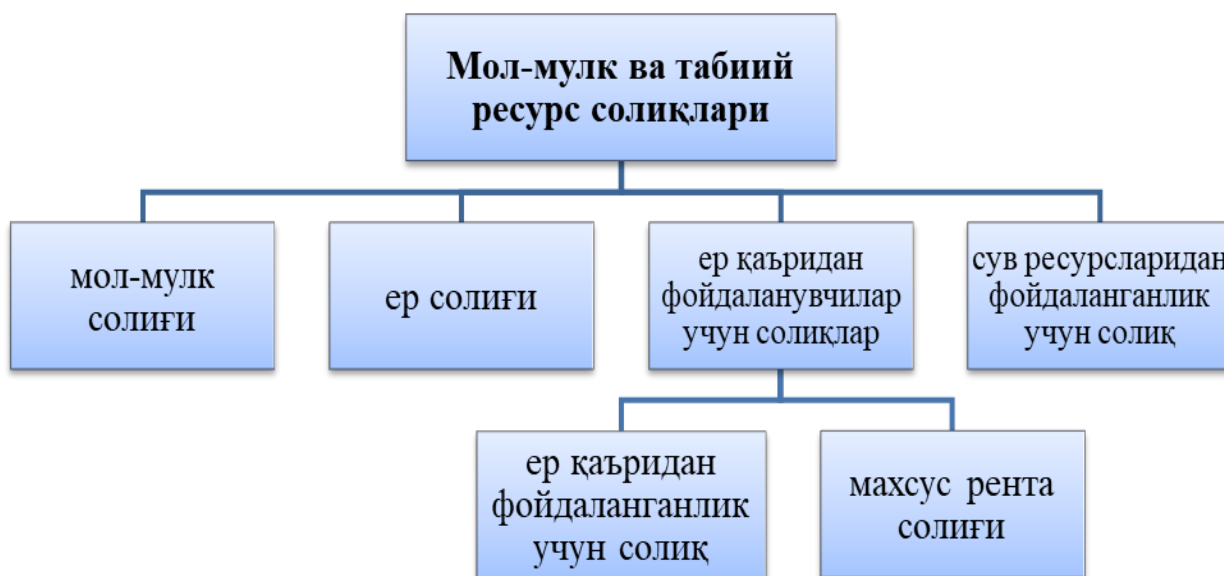 Мол-мулк ва табиий
ресурс солиқлари
мол-мулк
солиғи
ер солиғи
ер қаъридан
фойдаланувчилар
учун солиқлар
сув ресурсларидан
фойдаланганлик
учун солиқ
ер қаъридан
фойдаланганлик
учун солиқ
махсус рента
солиғи